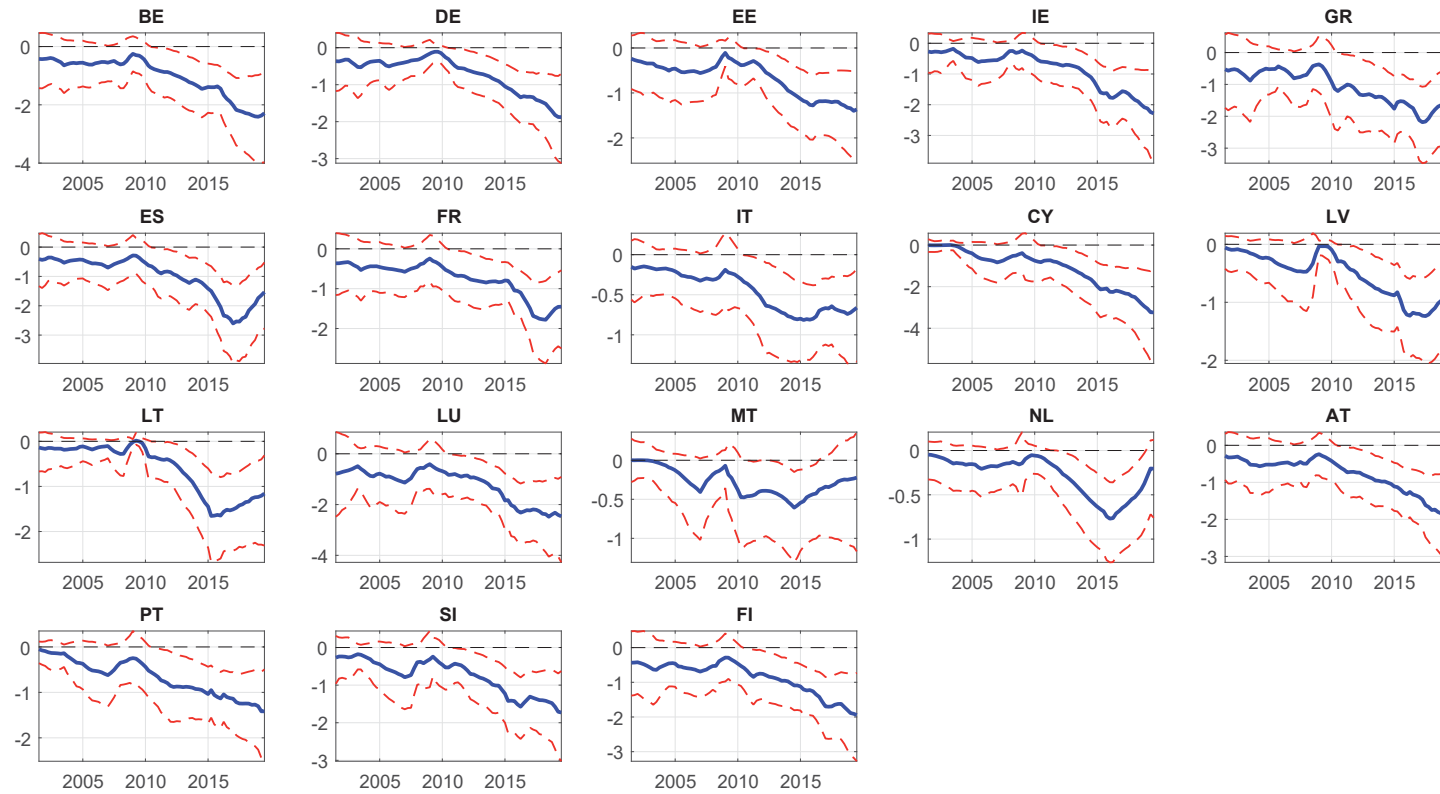 BE DE EE IE GR
0 0 0 0 0
-1 -1
-2 -1 -1 -2
-2 -2
-4 -3 -2 -3 -3
2005 2010 2015 2005 2010 2015 2005 2010 2015 2005 2010 2015 2005 2010 2015
ES FR IT CY LV
0 0 0 0 0
-1 -1 -0.5 -2 -1
-2 -2 -1 -4 -2
-3
2005 2010 2015 2005 2010 2015 2005 2010 2015 2005 2010 2015 2005 2010 2015
LT LU MT NL AT
0 0 0 0 0
-1 -2 -0.5 -0.5 -1
-2 -4 -1 -1 -2
-3
2005 2010 2015 2005 2010 2015 2005 2010 2015 2005 2010 2015 2005 2010 2015
PT SI FI
0 0 0
-1 -1 -1
-2 -2 -2
-3 -3
2005 2010 2015 2005 2010 2015 2005 2010 2015